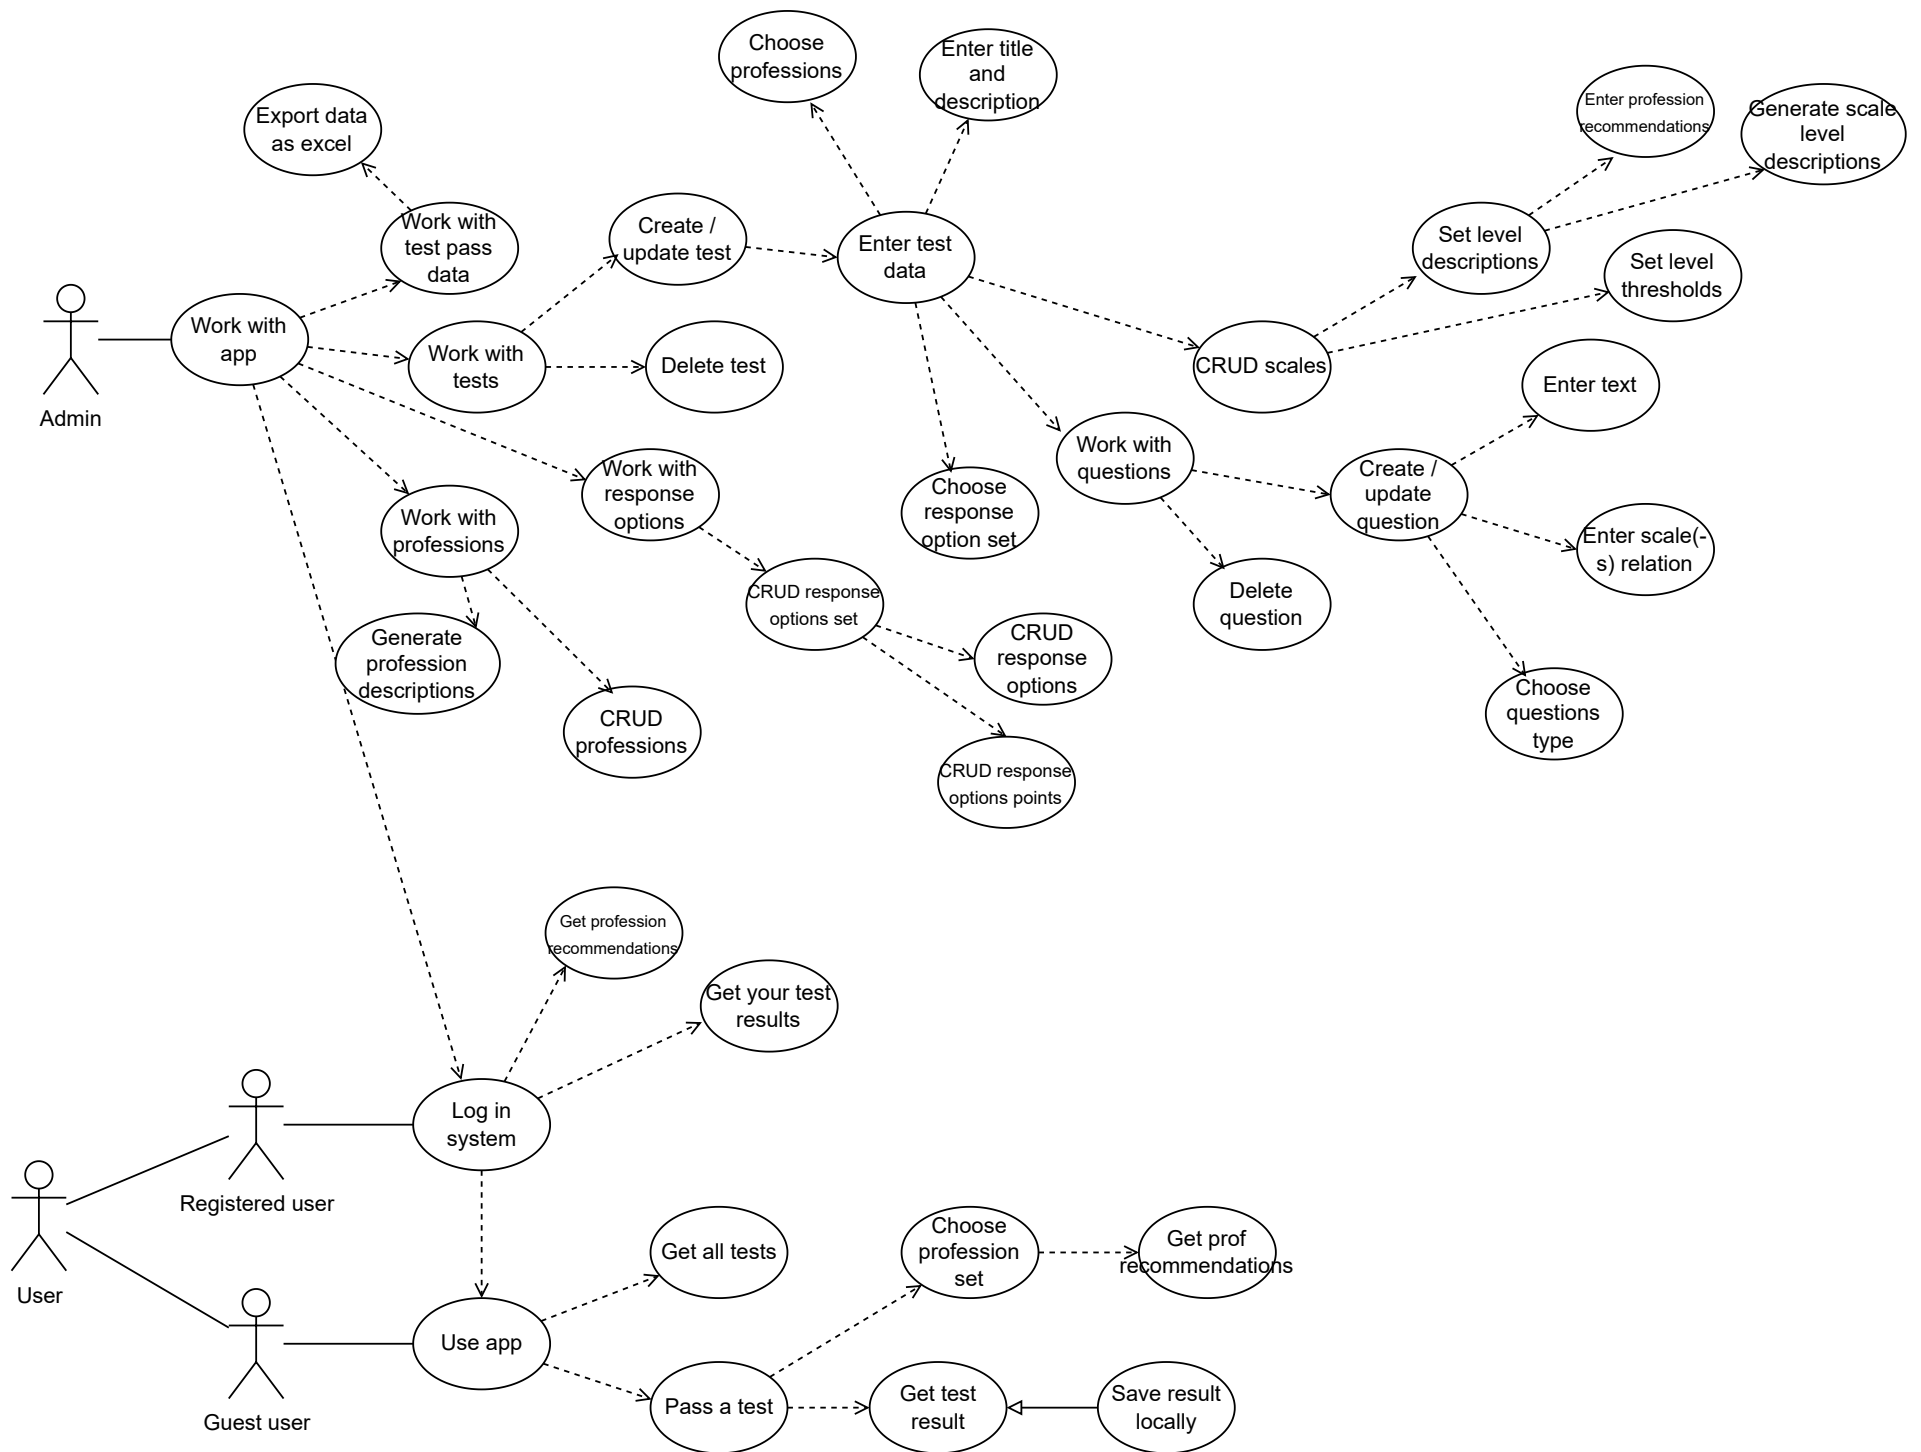 Choose
professions
Enter title
and
description
Export data
as excel
Enter profession
recommendations
Generate scale
level
descriptions
Work with
test pass
data
Create /
update test
Enter test
data
Set level
descriptions
Set level
thresholds
Admin
Work with
app
Work with
tests
Delete test
CRUD scales
Enter text
Work with
response
options
Work with
professions
Choose
response
option set
Work with
questions
Create /
update
question
Enter scale(-
s) relation
CRUD response
options set
Delete
question
Generate
profession
descriptions
CRUD
response
options
CRUD
professions
Choose
questions
type
CRUD response
options points
Get profession
recommendations
Get your test
results
Log in
system
Registered user
User
Get all tests
Choose
profession
set
Get prof
recommendations
Use app
Guest user
Pass a test
Get test
result
Save result
locally